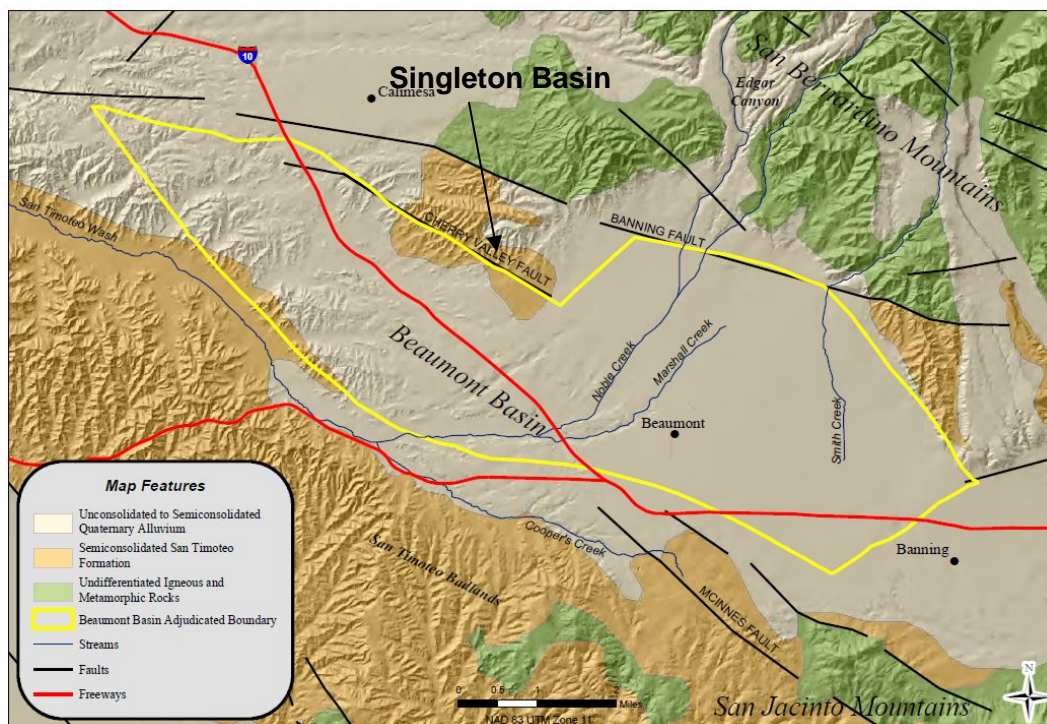 San Bernardino Mountains
10
Singleton Basin
Calimesa
Edgar
Canyon
San Timoteo Wash
CHERRY VALLEY FAULT
BANNING FAULT
Beaumont Basin
Noble Creek
Marshall Creek
Smith Creek
Beaumont
Banning
Cooper's Creek
San Timoteo Badlands
MCINNES FAULT
San Jacinto Mountains
Map Features
Unconsolidated to Semiconsolidated
Quaternary Alluvium
Semiconsolidated San Timoteo
Formation
Undifferentiated Igneous and
Metamorphic Rocks
Beaumont Basin Adjudicated Boundary
Streams
Faults
Freeways
0 0.5 1 2
Miles
NAD 83 UTM Zone 11
N